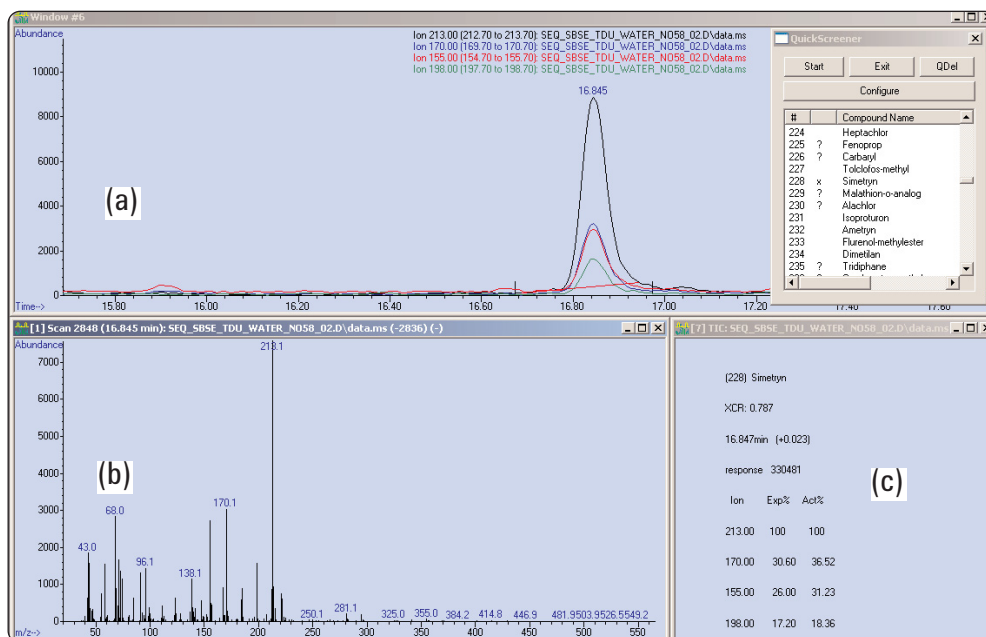 Window #6
Abundance
Ion 213.00 (212.70 to 213.70): SEQ_SBSE_TDU_WATER_NO58_02.D\data.ms
Ion 170.00 (169.70 to 170.70): SEQ_SBSE_TDU_WATER_NO58_02.D\data.ms
Ion 155.00 (154.70 to 155.70): SEQ_SBSE_TDU_WATER_NO58_02.D\data.ms
Ion 198.00 (197.70 to 198.70): SEQ_SBSE_TDU_WATER_NO58_02.D\data.ms
16.845
10000
8000
6000
4000
2000
0
(a)
Time-->
15.80 16.00 16.20 16.40 16.60 16.80 17.00 17.20 17.40 17.60
QuickScreener
Start Exit QDel
Configure
# Compound Name
224 Heptachlor
225 ? Fenoprop
226 ? Carbaryl
227 Tolclofos-methyl
228 x Simetryn
229 ? Malathion-o-analog
230 ? Alachlor
231 Isoproturon
232 Ametryn
233 Flurenol-methylester
234 Dimetilan
235 ? Tridiphane
[1] Scan 2848 (16.845 min): SEQ_SBSE_TDU_WATER_NO58_02.D\data.ms (-2836) (-)
Abundance
213.1
7000
6000
5000
4000
3000
2000
1000
0
(b)
43.0
68.0
96.1
138.1
170.1
250.1
281.1
325.0
355.0
384.2
414.8
446.9
481.9503.9526.5549.2
m/z-->
50 100 150 200 250 300 350 400 450 500 550
[7] TIC: SEQ_SBSE_TDU_WATER_NO58_02.D\data.ms
(228) Simetryn
XCR: 0.787
16.847min (+0.023)
response 330481
(c)
Ion Exp% Act%
213.00 100 100
170.00 30.60 36.52
155.00 26.00 31.23
198.00 17.20 18.36